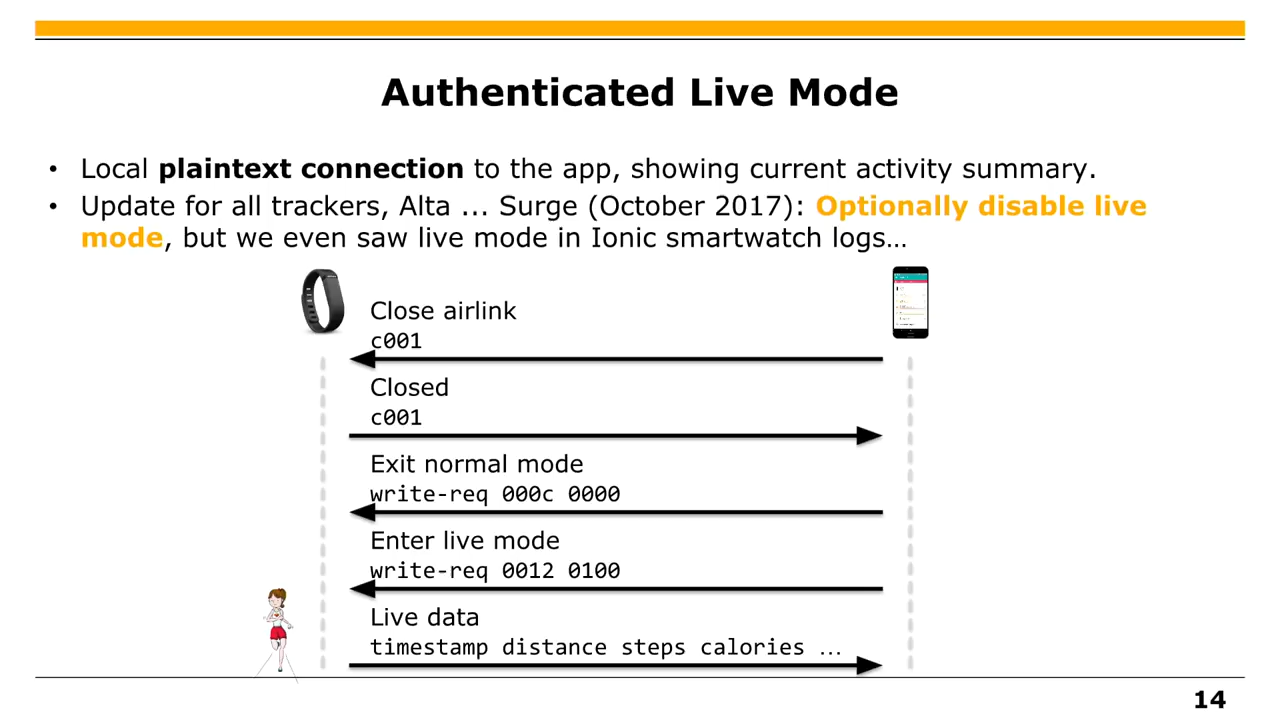 Authenticated Live Mode
• Local plaintext connection to the app, showing current activity summary.
• Update for all trackers, Alta ... Surge (October 2017): Optionally disable live
mode, but we even saw live mode in Ionic smartwatch logs…
Close airlink
c001
Closed
c001
Exit normal mode
write-req 000c 0000
Enter live mode
write-req 0012 0100
Live data
timestamp distance steps calories …
14